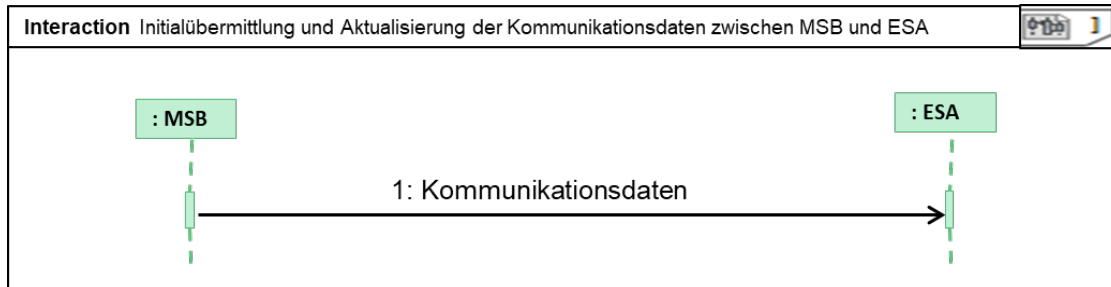 Interaction Initialübermittlung und Aktualisierung der Kommunikationsdaten zwischen MSB und ESA
: MSB
: ESA
1: Kommunikationsdaten